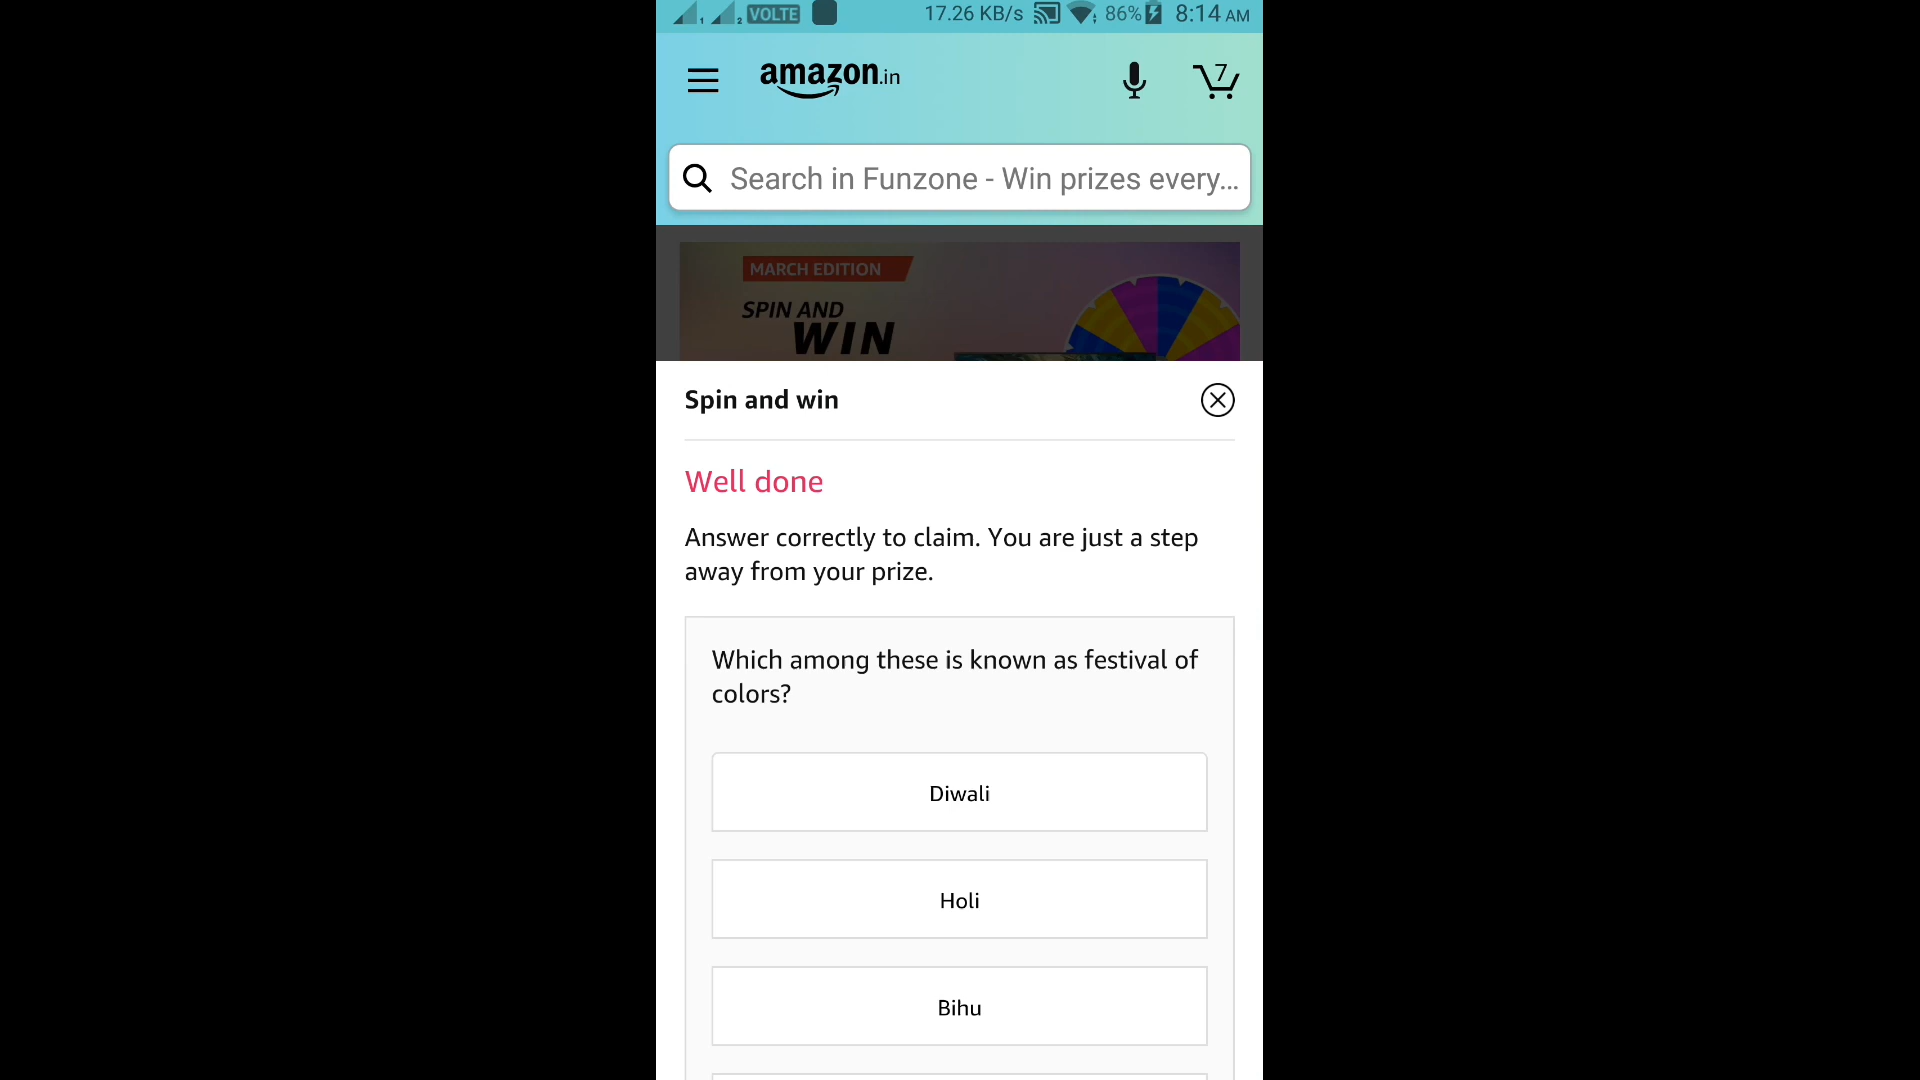 1 2 VOLTE 17.26 KB/s 86% 8:14 AM
amazon.in 7
Search in Funzone - Win prizes every...
MARCH EDITION
SPIN AND
WIN
Spin and win
Well done
Answer correctly to claim. You are just a step
away from your prize.
Which among these is known as festival of
colors?
Diwali
Holi
Bihu